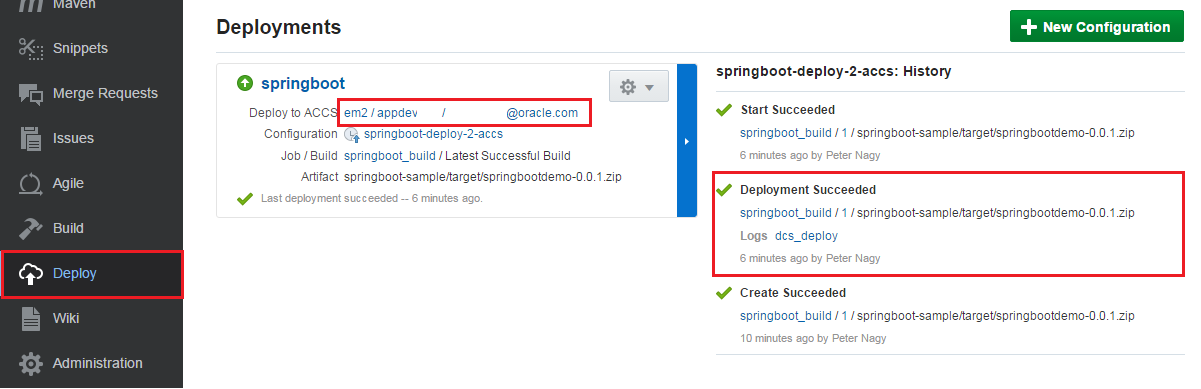 Maven
Snippets
Merge Requests
Issues
Agile
Build
Deploy
Wiki
Administration
Deployments
New Configuration
springboot
Deploy to ACCS em2 / appdev / @oracle.com
Configuration springboot-deploy-2-accs
Job / Build springboot_build / Latest Successful Build
Artifact springboot-sample/target/springbootdemo-0.0.1.zip
Last deployment succeeded -- 6 minutes ago.
springboot-deploy-2-accs: History
Start Succeeded
springboot_build / 1 / springboot-sample/target/springbootdemo-0.0.1.zip
6 minutes ago by Peter Nagy
Deployment Succeeded
springboot_build / 1 / springboot-sample/target/springbootdemo-0.0.1.zip
Logs dcs_deploy
6 minutes ago by Peter Nagy
Create Succeeded
springboot_build / 1 / springboot-sample/target/springbootdemo-0.0.1.zip
10 minutes ago by Peter Nagy